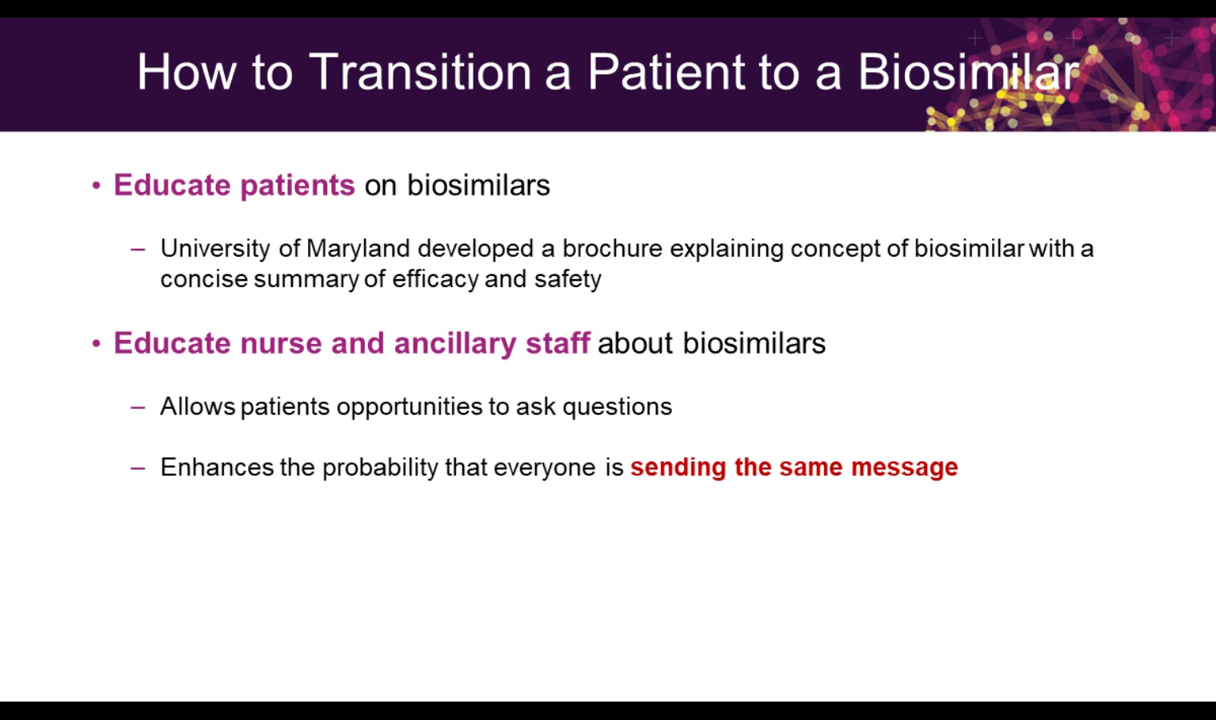 How to Transition a Patient to a Biosimilar
• Educate patients on biosimilars
– University of Maryland developed a brochure explaining concept of biosimilar with a
concise summary of efficacy and safety
• Educate nurse and ancillary staff about biosimilars
– Allows patients opportunities to ask questions
– Enhances the probability that everyone is sending the same message